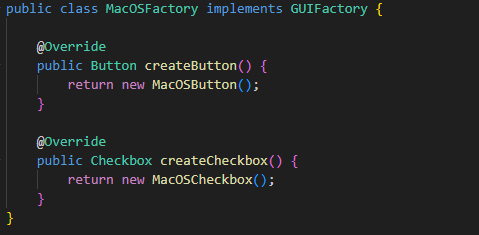 public class MacOSFactory implements GUIFactory {
@Override
public Button createButton() {
return new MacOSButton();
}
@Override
public Checkbox createCheckbox() {
return new MacOSCheckbox();
}
}